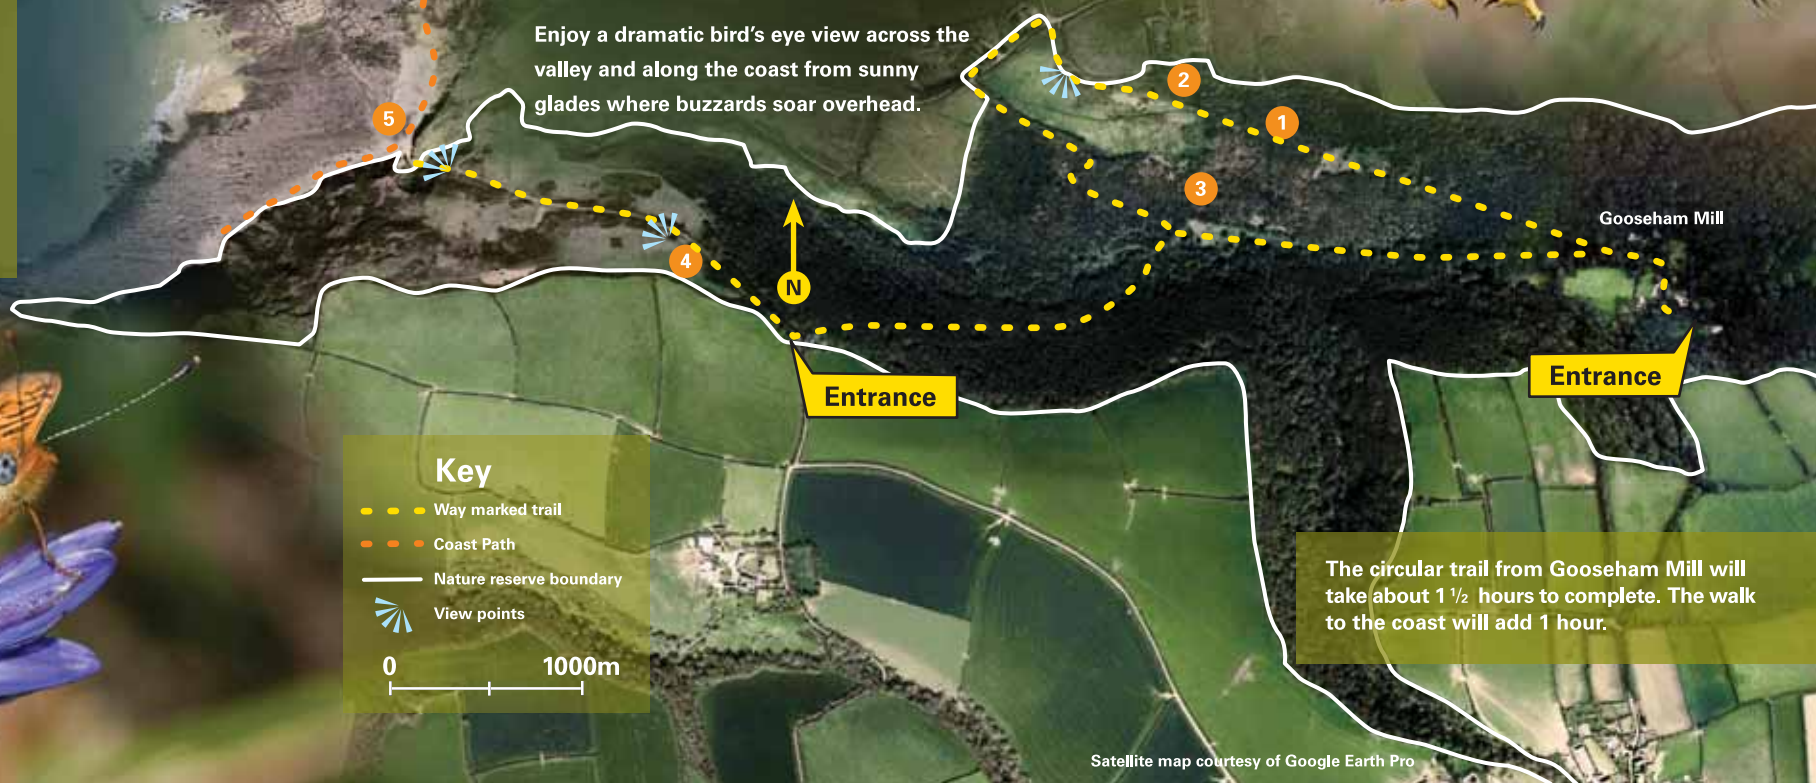 Enjoy a dramatic bird's eye view across the
valley and along the coast from sunny
glades where buzzards soar overhead.
2
5
1
3
Gooseham Mill
4
N
Entrance
Entrance
Key
Way marked trail
Coast Path
Nature reserve boundary
View points
0 1000m
The circular trail from Gooseham Mill will
take about 1 ½ hours to complete. The walk
to the coast will add 1 hour.
Satellite map courtesy of Google Earth Pro